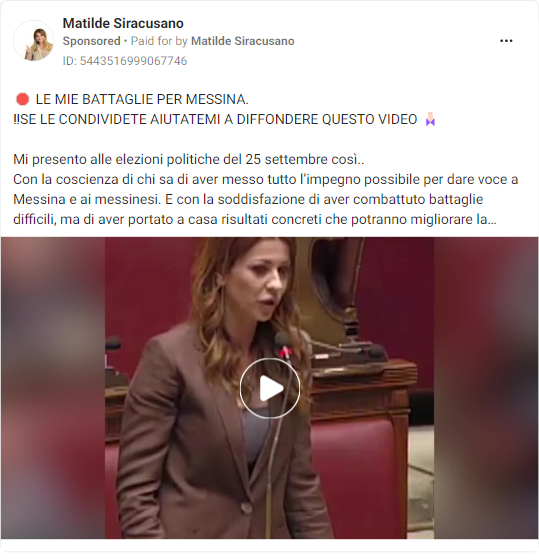 Matilde Siracusano
Sponsored • Paid for by Matilde Siracusano
ID: 5443516999067746
🛑 LE MIE BATTAGLIE PER MESSINA.
‼️SE LE CONDIVIDETE AIUTATEMI A DIFFONDERE QUESTO VIDEO
Mi presento alle elezioni politiche del 25 settembre così..
Con la coscienza di chi sa di aver messo tutto l'impegno possibile per dare voce a
Messina e ai messinesi. E con la soddisfazione di aver combattuto battaglie
difficili, ma di aver portato a casa risultati concreti che potranno migliorare la...